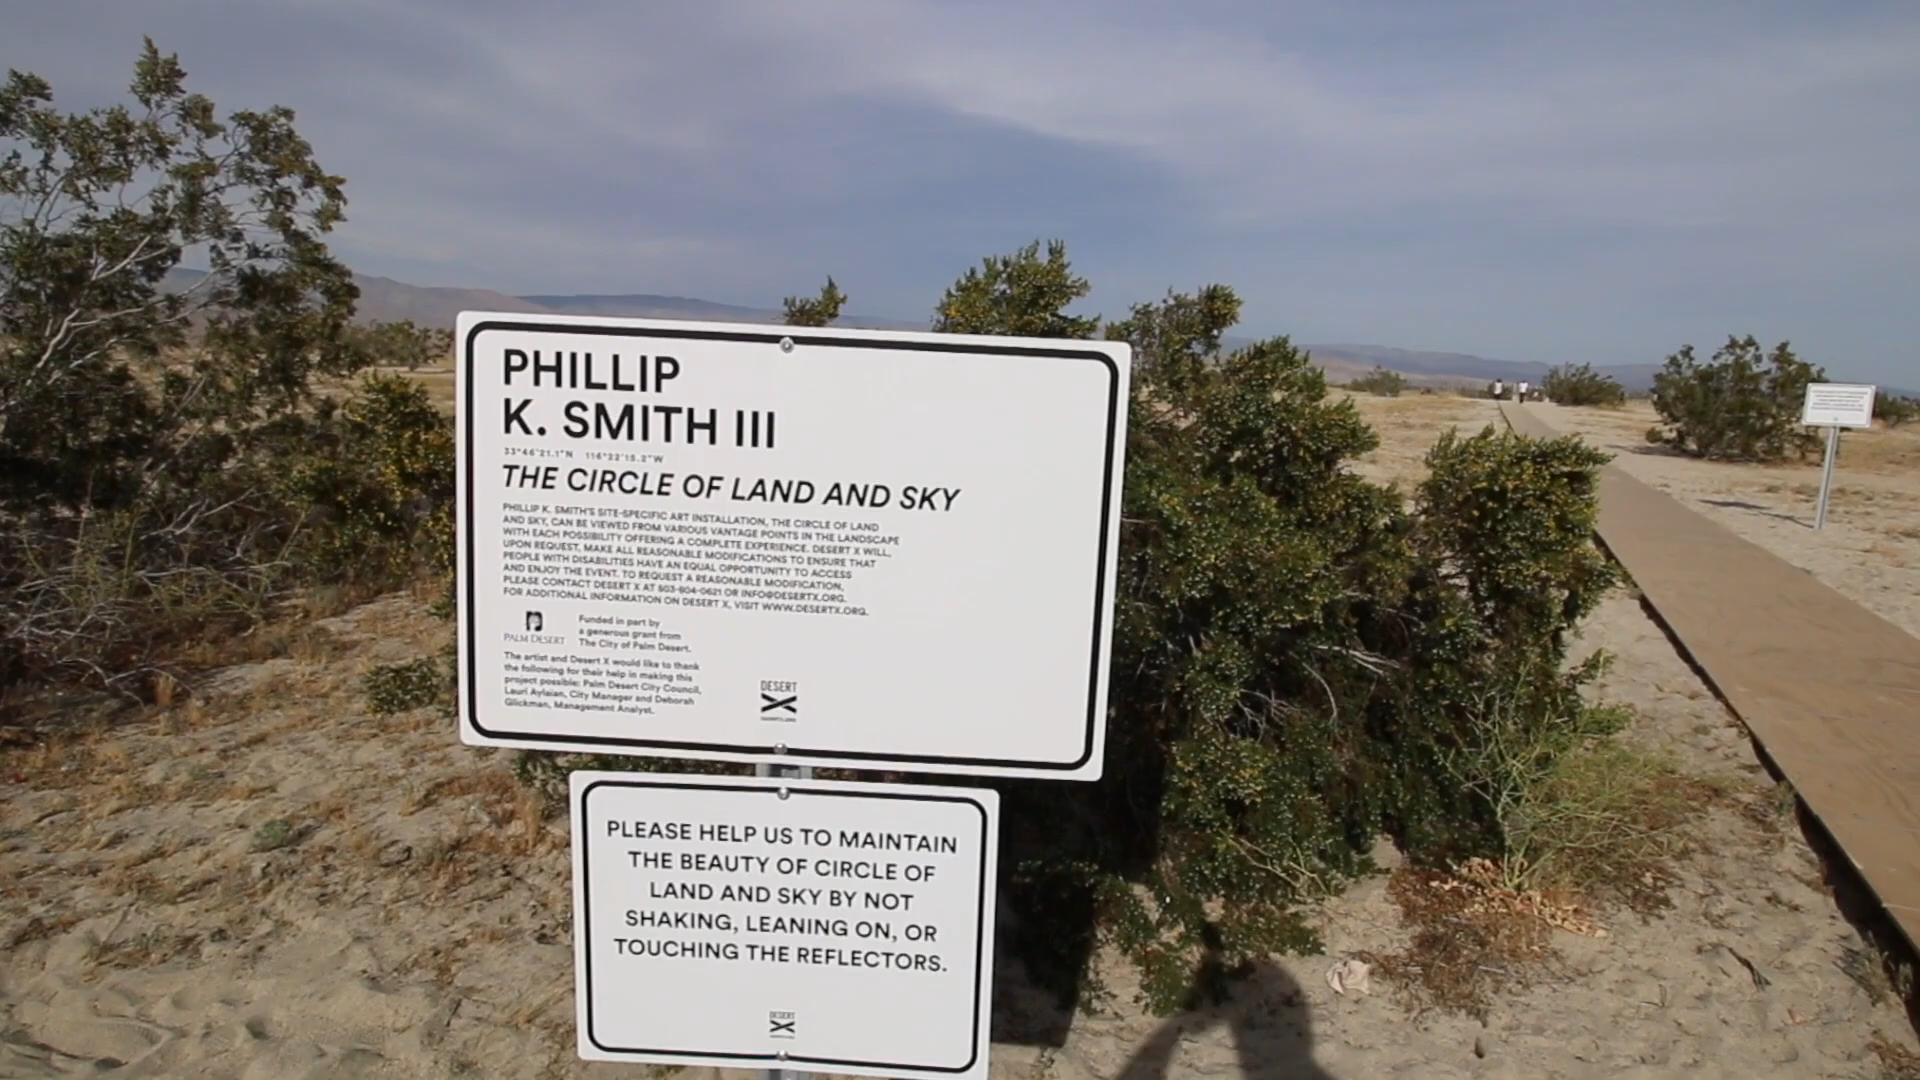 PHILLIP
K. SMITH III
33°46'21.1"N 116°22'15.2"W
THE CIRCLE OF LAND AND SKY
PHILLIP K. SMITH'S SITE-SPECIFIC ART INSTALLATION, THE CIRCLE OF LAND
AND SKY, CAN BE VIEWED FROM VARIOUS VANTAGE POINTS IN THE LANDSCAPE
WITH EACH POSSIBILITY OFFERING A COMPLETE EXPERIENCE. DESERT X WILL,
UPON REQUEST, MAKE ALL REASONABLE MODIFICATIONS TO ENSURE THAT
PEOPLE WITH DISABILITIES HAVE AN EQUAL OPPORTUNITY TO ACCESS
AND ENJOY THE EVENT. TO REQUEST A REASONABLE MODIFICATION,
PLEASE CONTACT DESERT X AT 503-804-0621 OR INFO@DESERTX.ORG.
FOR ADDITIONAL INFORMATION ON DESERT X, VISIT WWW.DESERTX.ORG.
PALM DESERT
Funded in part by
a generous grant from
The City of Palm Desert.
The artist and Desert X would like to thank
the following for their help in making this
project possible: Palm Desert City Council,
Lauri Aylaian, City Manager and Deborah
Glickman, Management Analyst.
DESERT
X
PLEASE HELP US TO MAINTAIN
THE BEAUTY OF CIRCLE OF
LAND AND SKY BY NOT
SHAKING, LEANING ON, OR
TOUCHING THE REFLECTORS.
DESERT
X